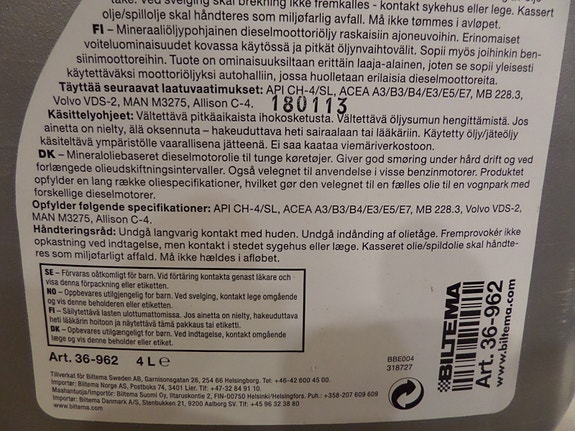 take. Ved svelging skal brekning ikke fremkalles - kontakt sykehus eller lege. Kassert
olje/spillolje skal håndteres som miljøfarlig avfall. Må ikke tømmes i avløpet.
FI – Mineraaliöljypohjainen dieselmoottoriöljy raskaisiin ajoneuvoihin. Erinomaiset
voiteluominaisuudet kovassa käytössä ja pitkät öljynvaihtovälit. Sopii myös joihinkin ben-
siinimoottoreihin. Tuote on ominaisuuksiltaan erittäin laaja-alainen, joten se sopii yleisesti
käytettäväksi moottoriöljyksi autohalliin, jossa huolletaan erilaisia dieselmoottoreita.
Täyttää seuraavat laatuvaatimukset: API CH-4/SL, ACEA A3/B3/B4/E3/E5/E7, MB 228.3,
Volvo VDS-2, MAN M3275, Allison C-4. 180113
Käsittelyohjeet: Vältettävä pitkäaikaista ihokosketusta. Vältettävä öljysumun hengittämistä. Jos
ainetta on nielty, älä oksennuta – hakeuduttava heti sairaalaan tai lääkäriin. Käytetty öljy/jäteöljy
käsiteltävä ympäristölle vaarallisena jätteenä. Ei saa kaataa viemäriverkostoon.
DK – Mineraloliebaseret dieselmotorolie til tunge køretøjer. Giver god smøring under hård drift og ved
forlængede olieudskiftningsintervaller. Også velegnet til anvendelse i visse benzinmotorer. Produktet
opfylder en lang række oliespecifikationer, hvilket gør den velegnet til en fælles olie til en vognpark med
forskellige dieselmotorer.
Opfylder følgende specifikationer: API CH-4/SL, ACEA A3/B3/B4/E3/E5/E7, MB 228.3, Volvo VDS-2,
MAN M3275, Allison C-4.
Håndteringsråd: Undgå langvarig kontakt med huden. Undgå indånding af olietåge. Fremprovokér ikke
opkastning ved indtagelse, men kontakt i stedet sygehus eller læge. Kasseret olie/spildolie skal håndte-
res som miljøfarligt affald. Må ikke hældes i afløbet.
SE – Förvaras oåtkomligt för barn. Vid förtäring kontakta genast läkare och
visa denna förpackning eller etiketten.
NO – Oppbevares utilgjengelig for barn. Ved svelging, kontakt lege omgående
og vis denne beholderen eller etiketten.
FI – Säilytettävä lasten ulottumattomissa. Jos ainetta on nielty, hakeuduttava
heti lääkärin hoitoon ja näytettävä tämä pakkaus tai etiketti.
DK – Opbevares utilgængeligt for børn. Ved indtagelse, kontakt omgående
læge og vis denne beholder eller etiket.
Art. 36-962 4 L ℮
BBE004
318727
Tillverkat för Biltema Sweden AB, Garnisonsgatan 26, 254 66 Helsingborg. Tel: +46-42 600 45 00.
Importør: Biltema Norge AS, Postboks 74, 3401 Lier. Tlf: +47-32 84 91 10.
Maahantuoja/Importör: Biltema Suomi Oy, Iltaruskontie 2, FIN-00750 Helsinki/Helsingfors. Puh.: +358-207 609 609
Importør: Biltema Danmark A/S, Stenbukken 21, 9200 Aalborg SV. Tlf: +45 96 32 38 80
www.biltema.com
BILTEMA
Art. 36-962
www.biltema.com